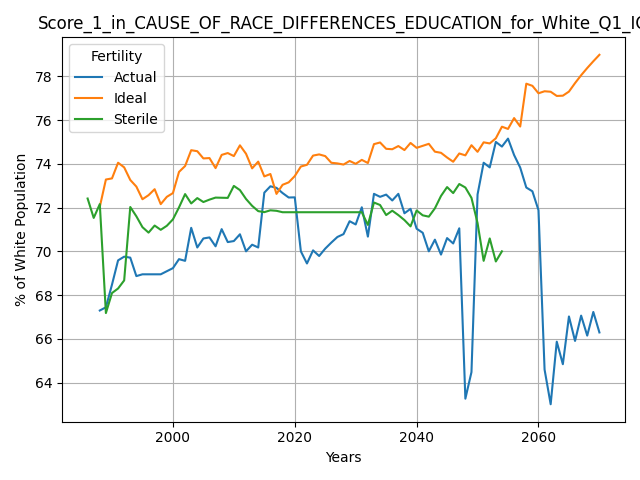 Score_1_in_CAUSE_OF_RACE_DIFFERENCES_EDUCATION_for_White_Q1_IC
Fertility
Actual
Ideal
Sterile
% of White Population
78
76
74
72
70
68
66
64
2000
2020
2040
2060
Years